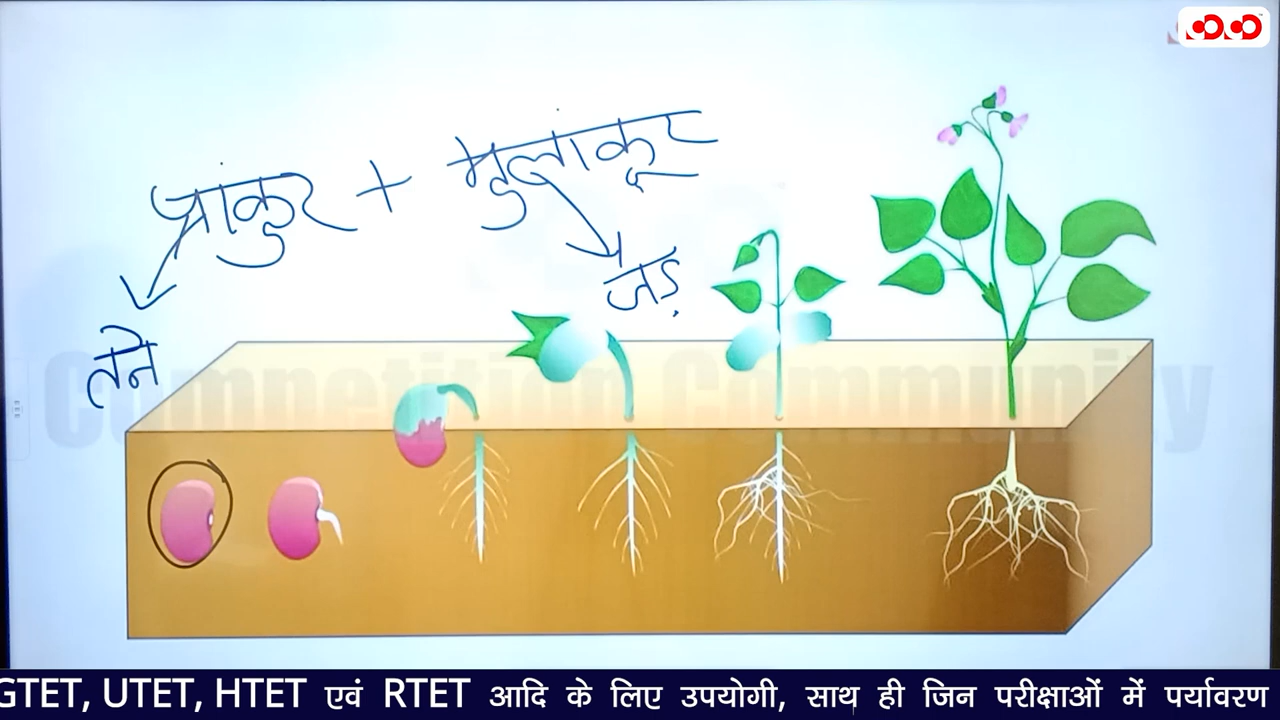 प्रांकुर + मुलांकूर
तने
जड़
Competition Community
GTET, UTET, HTET एवं RTET आदि के लिए उपयोगी, साथ ही जिन परीक्षाओं में पर्यावरण